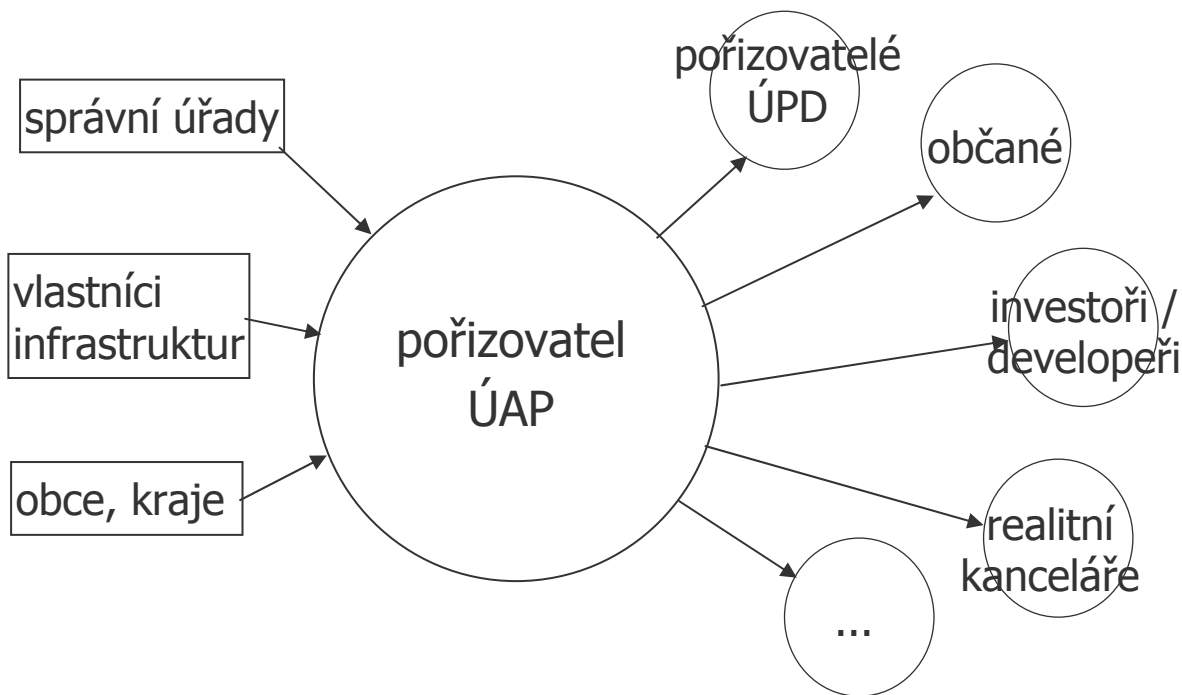 správní úřady
vlastníci
infrastruktur
obce, kraje
pořizovatel
ÚAP
pořizovatelé
ÚPD
občané
investoři /
developeři
realitní
kanceláře
...